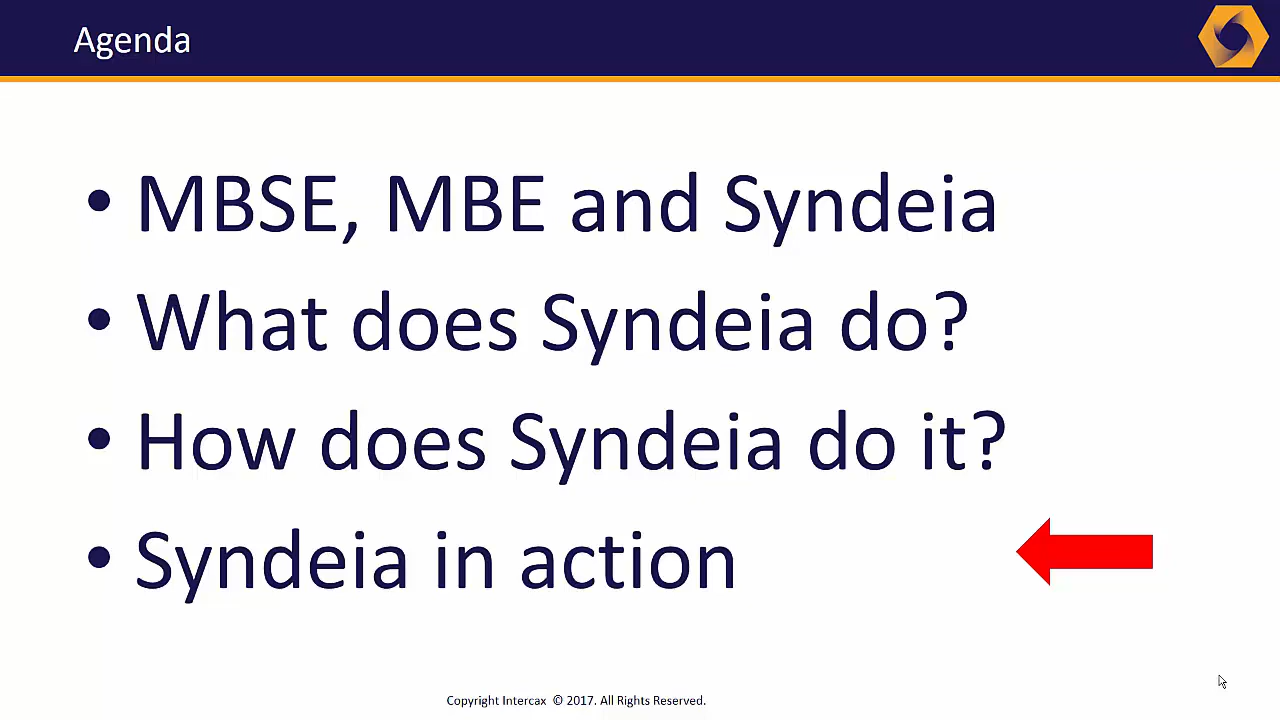 Agenda
• MBSE, MBE and Syndeia
• What does Syndeia do?
• How does Syndeia do it?
• Syndeia in action
Copyright Intercax © 2017. All Rights Reserved.